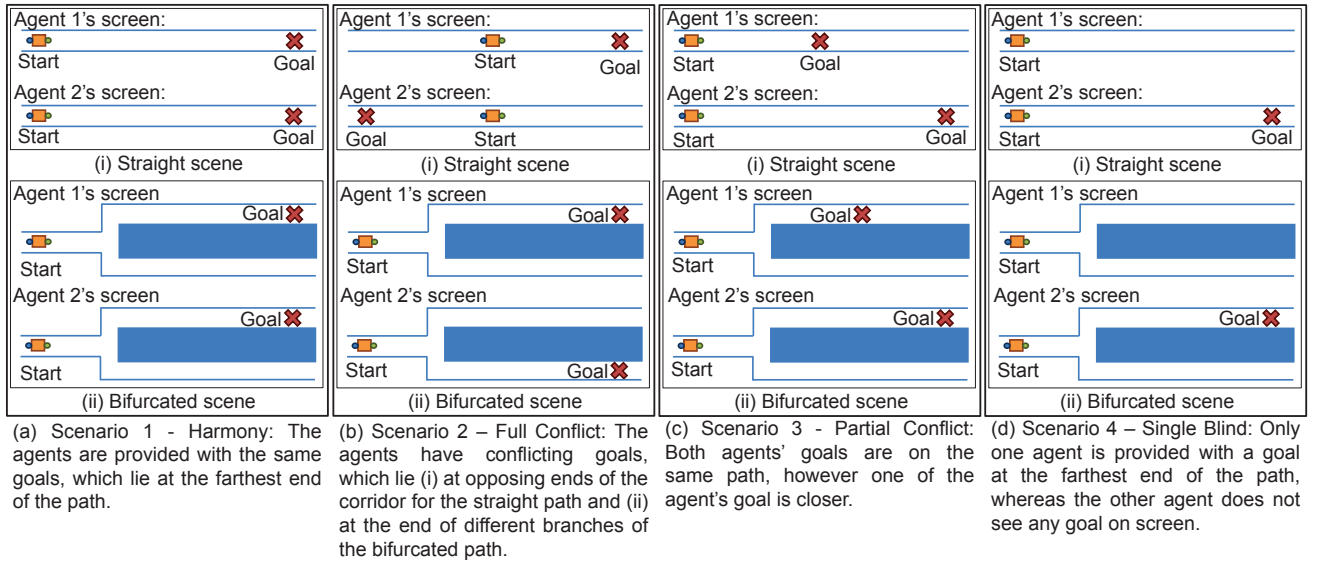 Agent 1's screen:
Start
Goal
Agent 2's screen:
Start
Goal
(i) Straight scene
Agent 1's screen
Goal
Start
Agent 2's screen
Goal
Start
(ii) Bifurcated scene
(a) Scenario 1 - Harmony: The
agents are provided with the same
goals, which lie at the farthest end
of the path.
Agent 1's screen:
Start
Goal
Agent 2's screen:
Goal
Start
(i) Straight scene
Agent 1's screen
Goal
Start
Agent 2's screen
Start
Goal
(ii) Bifurcated scene
(b) Scenario 2 – Full Conflict: The
agents have conflicting goals,
which lie (i) at opposing ends of the
corridor for the straight path and (ii)
at the end of different branches of
the bifurcated path.
Agent 1's screen:
Start
Goal
Agent 2's screen:
Start
Goal
(i) Straight scene
Agent 1's screen
Goal
Start
Agent 2's screen
Goal
Start
(ii) Bifurcated scene
(c) Scenario 3 - Partial Conflict:
Both agents' goals are on the
same path, however one of the
agent's goal is closer.
Agent 1's screen:
Start
Agent 2's screen:
Start
Goal
(i) Straight scene
Agent 1's screen
Start
Agent 2's screen
Goal
Start
(ii) Bifurcated scene
(d) Scenario 4 – Single Blind: Only
one agent is provided with a goal
at the farthest end of the path,
whereas the other agent does not
see any goal on screen.